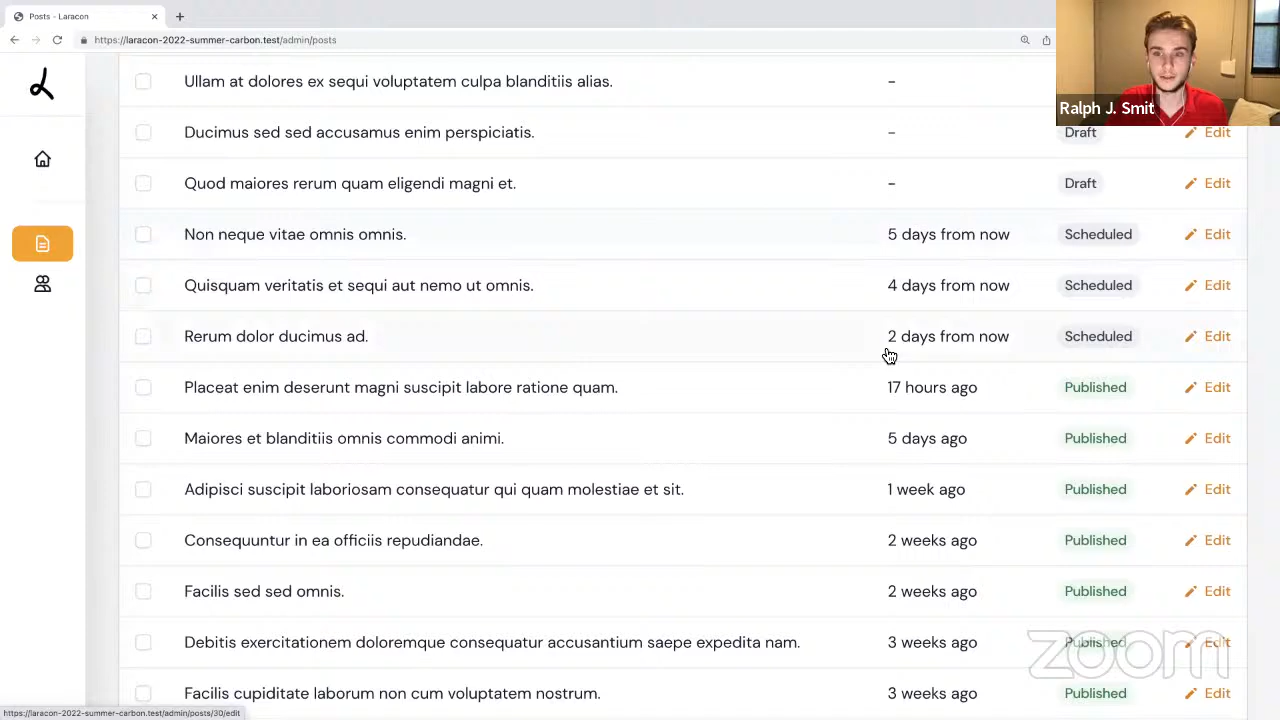 Posts - Laracon
https://laracon-2022-summer-carbon.test/admin/posts
Ralph J. Smit
Ullam at dolores ex sequi voluptatem culpa blanditiis alias. -
Ducimus sed sed accusamus enim perspiciatis. - Draft Edit
Quod maiores rerum quam eligendi magni et. - Draft Edit
Non neque vitae omnis omnis. 5 days from now Scheduled Edit
Quisquam veritatis et sequi aut nemo ut omnis. 4 days from now Scheduled Edit
Rerum dolor ducimus ad. 2 days from now Scheduled Edit
Placeat enim deserunt magni suscipit labore ratione quam. 17 hours ago Published Edit
Maiores et blanditiis omnis commodi animi. 5 days ago Published Edit
Adipisci suscipit laboriosam consequatur qui quam molestiae et sit. 1 week ago Published Edit
Consequuntur in ea officiis repudiandae. 2 weeks ago Published Edit
Facilis sed sed omnis. 2 weeks ago Published Edit
Debitis exercitationem doloremque consequatur accusantium saepe expedita nam. 3 weeks ago Published Edit
zoom
Facilis cupiditate laborum non cum voluptatem nostrum. 3 weeks ago Published Edit
https://laracon-2022-summer-carbon.test/admin/posts/30/edit